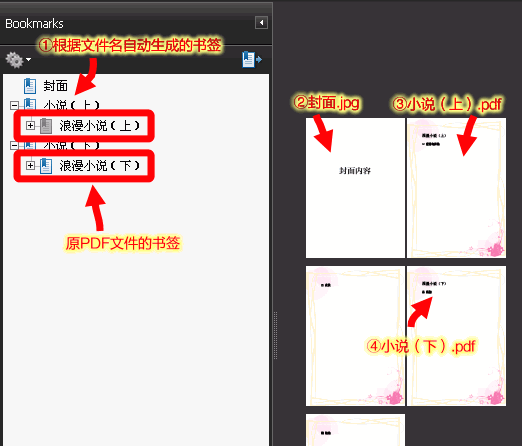 Bookmarks
①根据文件名自动生成的书签
封面
小说（上）
浪漫小说（上）
小说（下）
浪漫小说（下）
原PDF文件的书签
②封面.jpg
③小说（上）.pdf
封面内容
浪漫小说（上）
浪漫小说（下）
④小说（下）.pdf